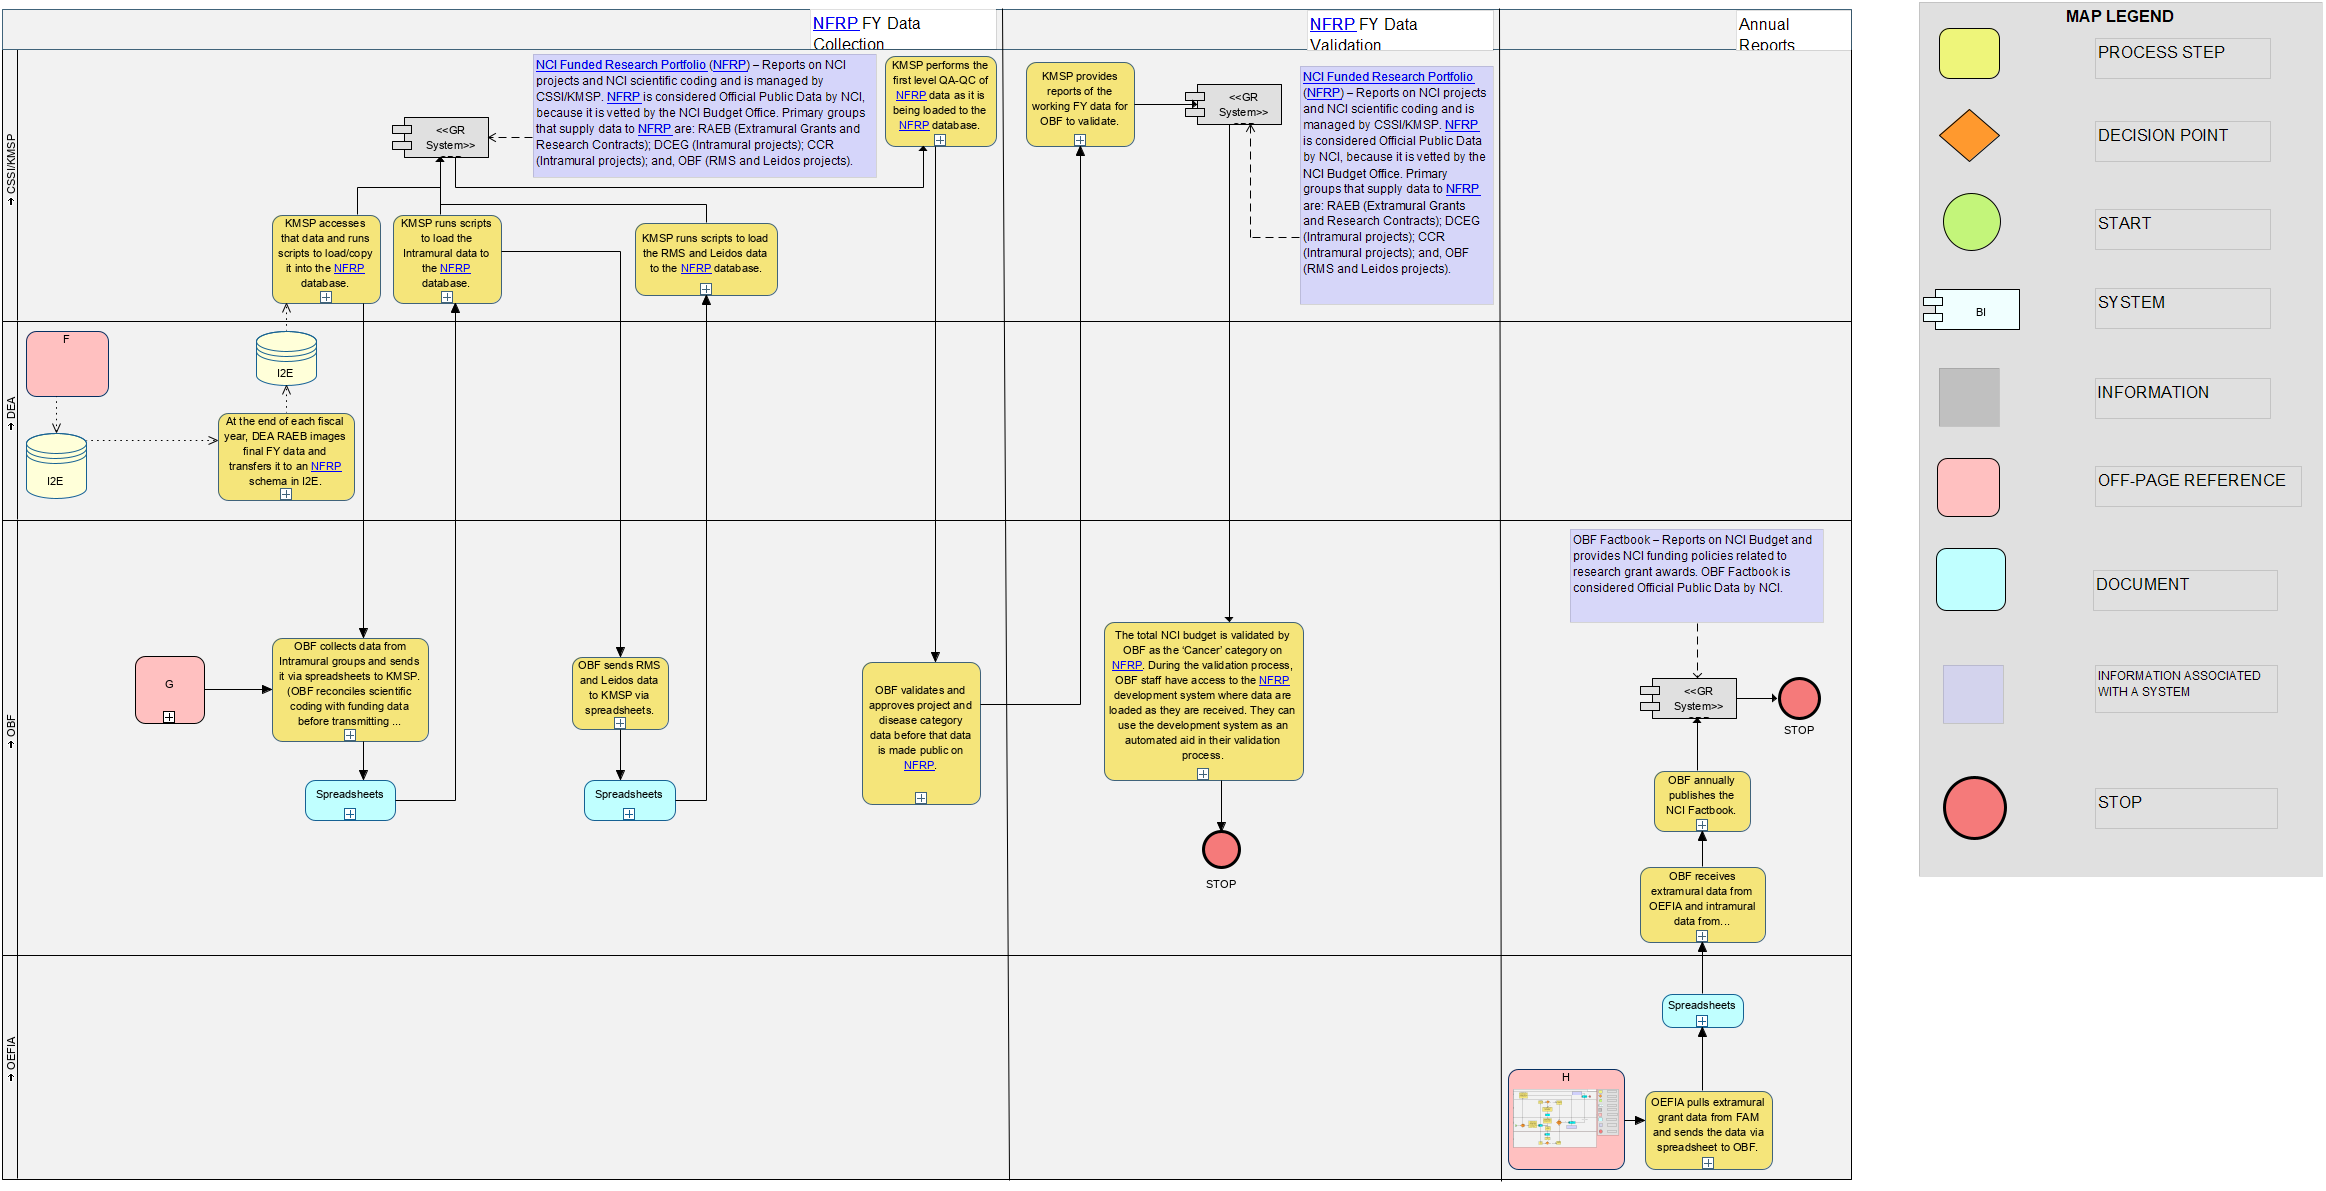 NFRP FY Data
Collection
NFRP FY Data
Validation
Annual
Reports
CSSI/KMSP
NCI Funded Research Portfolio (NFRP) – Reports on NCI
projects and NCI scientific coding and is managed by
CSSI/KMSP. NFRP is considered Official Public Data by NCI,
because it is vetted by the NCI Budget Office. Primary groups
that supply data to NFRP are: RAEB (Extramural Grants and
Research Contracts); DCEG (Intramural projects); CCR
(Intramural projects); and, OBF (RMS and Leidos projects).
<<GR
System>>
KMSP performs the
first level QA-QC of
NFRP data as it is
being loaded to the
NFRP database.
KMSP provides
reports of the
working FY data for
OBF to validate.
<<GR
System>>
NCI Funded Research Portfolio
(NFRP) – Reports on NCI projects
and NCI scientific coding and is
managed by CSSI/KMSP. NFRP
is considered Official Public Data
by NCI, because it is vetted by the
NCI Budget Office. Primary
groups that supply data to NFRP
are: RAEB (Extramural Grants
and Research Contracts); DCEG
(Intramural projects); CCR
(Intramural projects); and, OBF
(RMS and Leidos projects).
KMSP accesses
that data and runs
scripts to load/copy
it into the NFRP
database.
KMSP runs scripts
to load the
Intramural data to
the NFRP
database.
KMSP runs scripts to load
the RMS and Leidos data
to the NFRP database.
DEA
F
I2E
I2E
At the end of each fiscal
year, DEA RAEB images
final FY data and
transfers it to an NFRP
schema in I2E.
OBF
G
OBF collects data from
Intramural groups and sends
it via spreadsheets to KMSP.
(OBF reconciles scientific
coding with funding data
before transmitting ...
Spreadsheets
OBF sends RMS
and Leidos data
to KMSP via
spreadsheets.
Spreadsheets
OBF validates and
approves project and
disease category
data before that data
is made public on
NFRP.
The total NCI budget is validated by
OBF as the ‘Cancer’ category on
NFRP. During the validation process,
OBF staff have access to the NFRP
development system where data are
loaded as they are received. They can
use the development system as an
automated aid in their validation
process.
STOP
OBF Factbook – Reports on NCI Budget and
provides NCI funding policies related to
research grant awards. OBF Factbook is
considered Official Public Data by NCI.
<<GR
System>>
STOP
OBF annually
publishes the
NCI Factbook.
OBF receives
extramural data from
OEFIA and intramural
data from...
OEFIA
Spreadsheets
H
OEFIA pulls extramural
grant data from FAM
and sends the data via
spreadsheet to OBF.
MAP LEGEND
PROCESS STEP
DECISION POINT
START
BI
SYSTEM
INFORMATION
OFF-PAGE REFERENCE
DOCUMENT
INFORMATION ASSOCIATED
WITH A SYSTEM
STOP